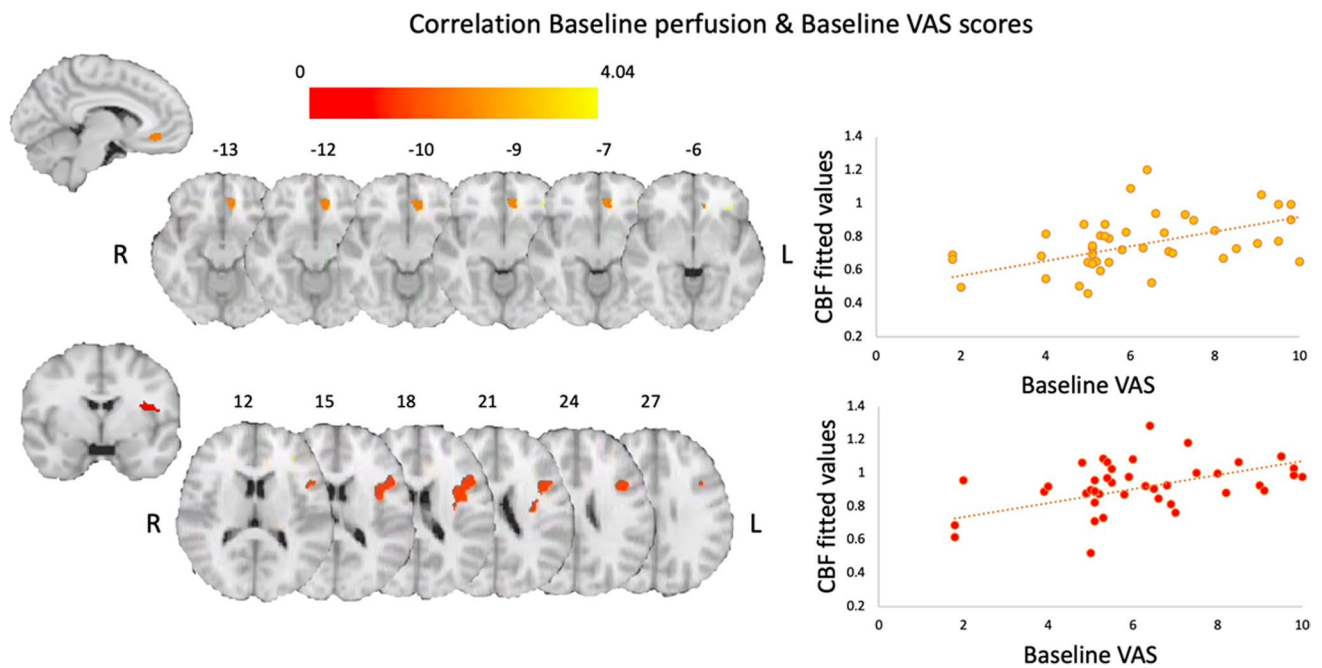 Correlation Baseline perfusion & Baseline VAS scores
0 4.04
-13 -12 -10 -9 -7 -6
R L
1.4
1.2
1
0.8
0.6
0.4
0.2
CBF fitted values
0 2 4 6 8 10
Baseline VAS
12 15 18 21 24 27
R L
1.4
1.2
1
0.8
0.6
0.4
0.2
CBF fitted values
0 2 4 6 8 10
Baseline VAS